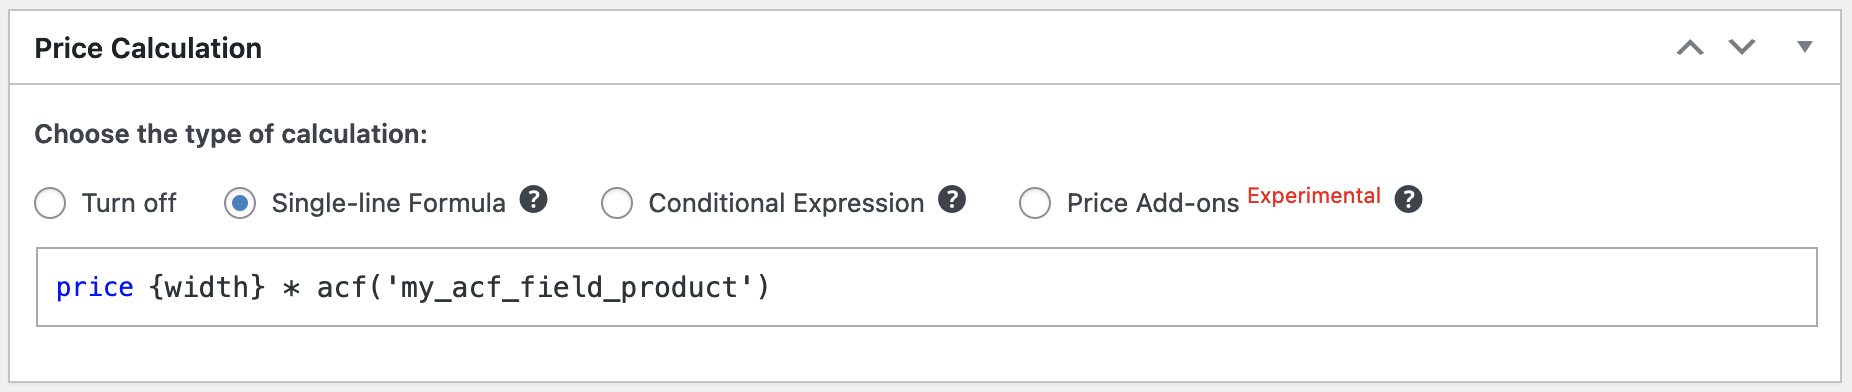 Price Calculation
Choose the type of calculation:
Turn off Single-line Formula ? Conditional Expression ? Price Add-ons Experimental ?
price {width} * acf('my_acf_field_product')